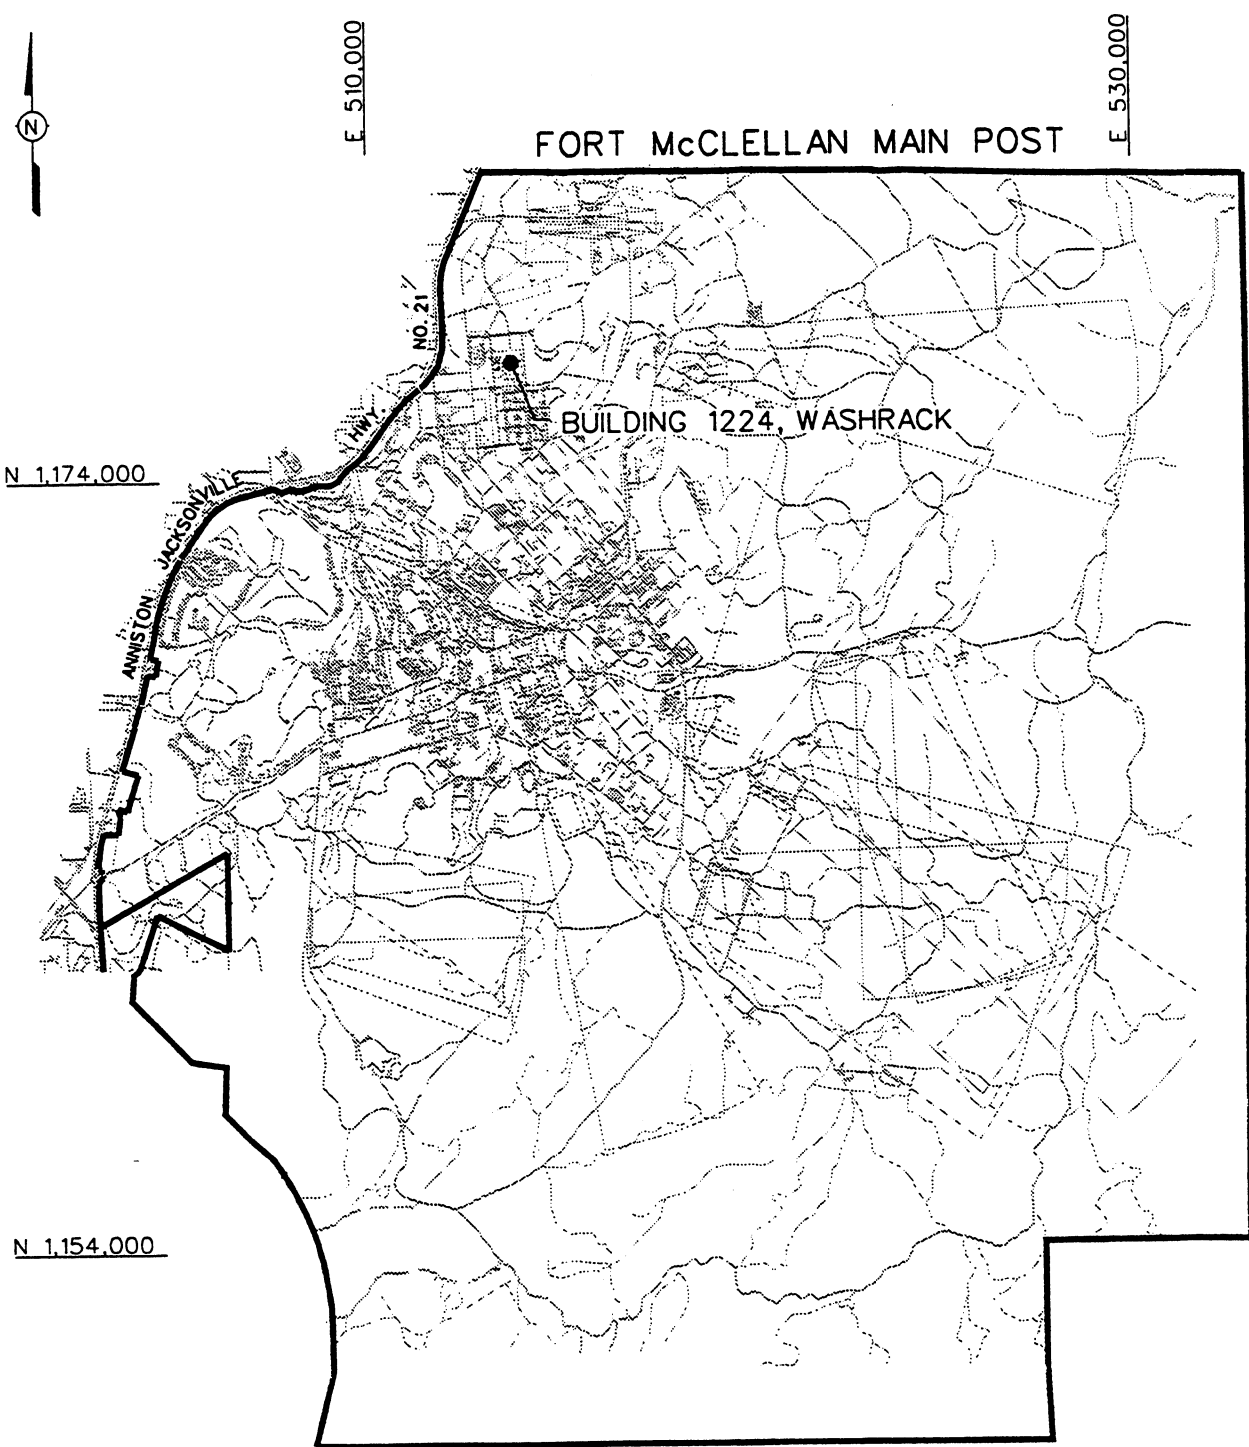 E 510,000
E 530,000
N
FORT McCLELLAN MAIN POST
NO. 21
HWY.
BUILDING 1224, WASHRACK
N 1,174,000
JACKSONVILLE
ANNISTON
N 1,154,000